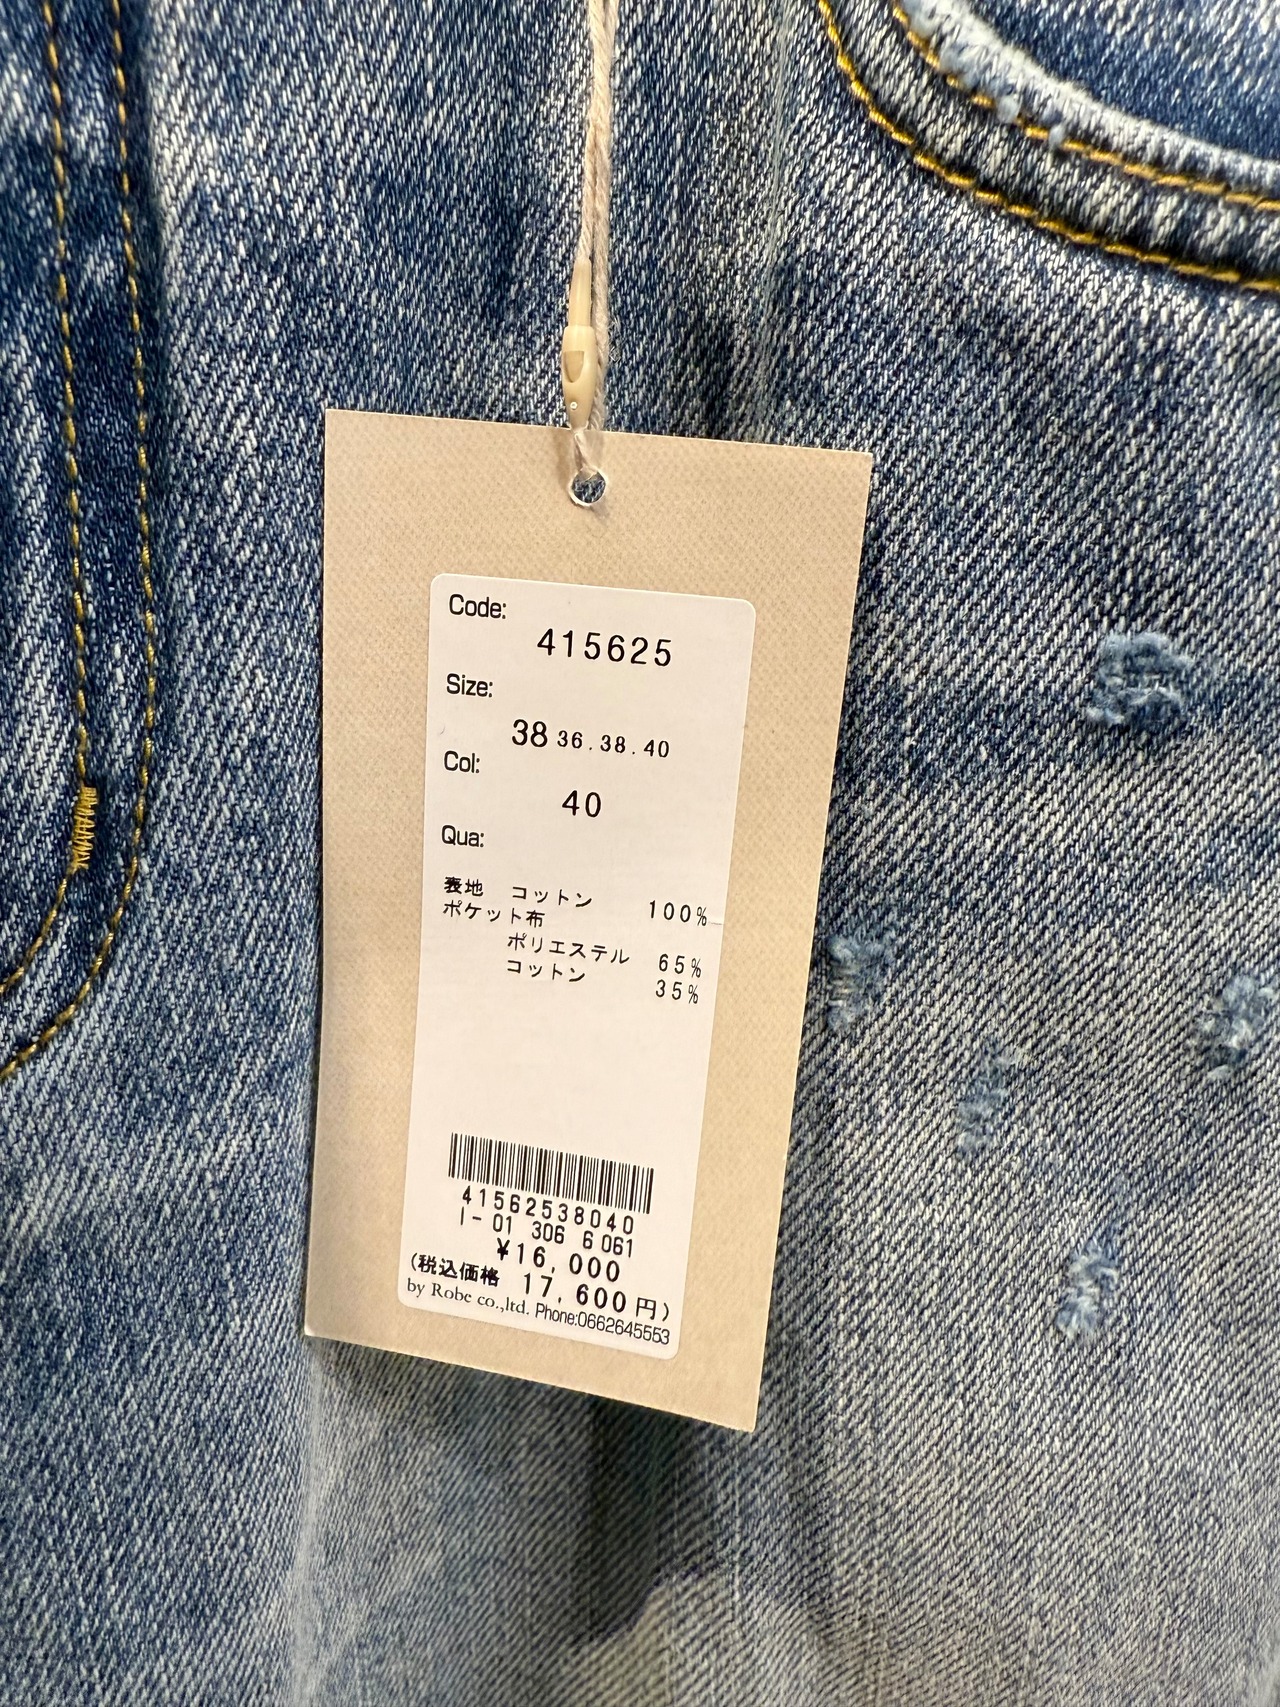 Code:
415625
Size:
38 36.38.40
Col:
40
Qua:
表地 コットン 100%
ポケット布
ポリエステル 65%
コットン 35%
41562538040
I-01 306 6061
¥16,000
(税込価格 17,600円)
by Robe co.,ltd. Phone:0662645553